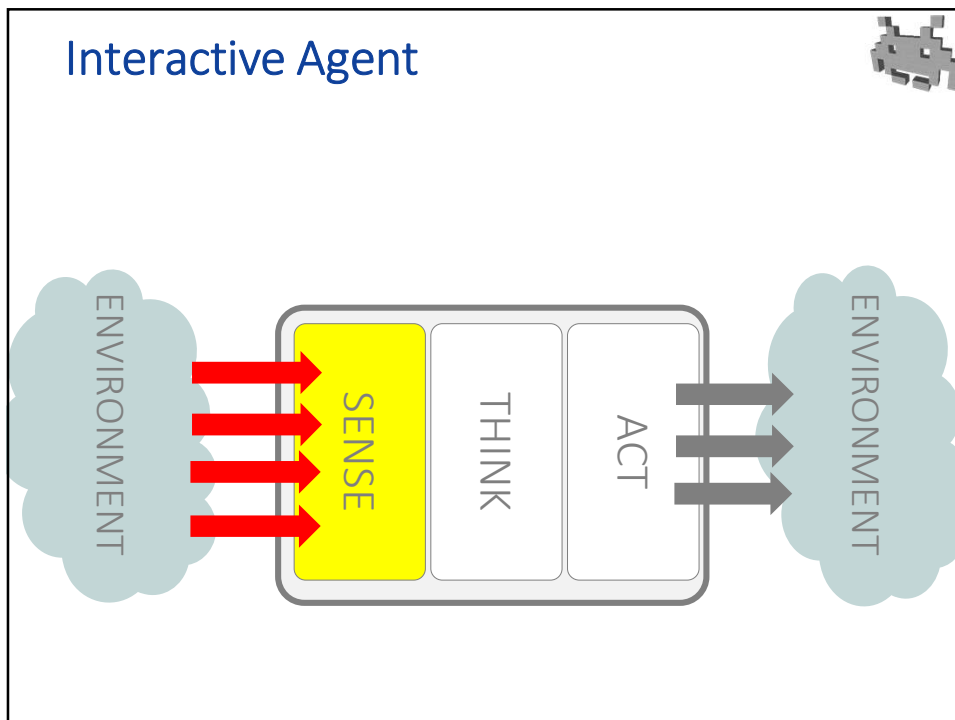 Interactive Agent
ENVIRONMENT
SENSE
THINK
ACT
ENVIRONMENT